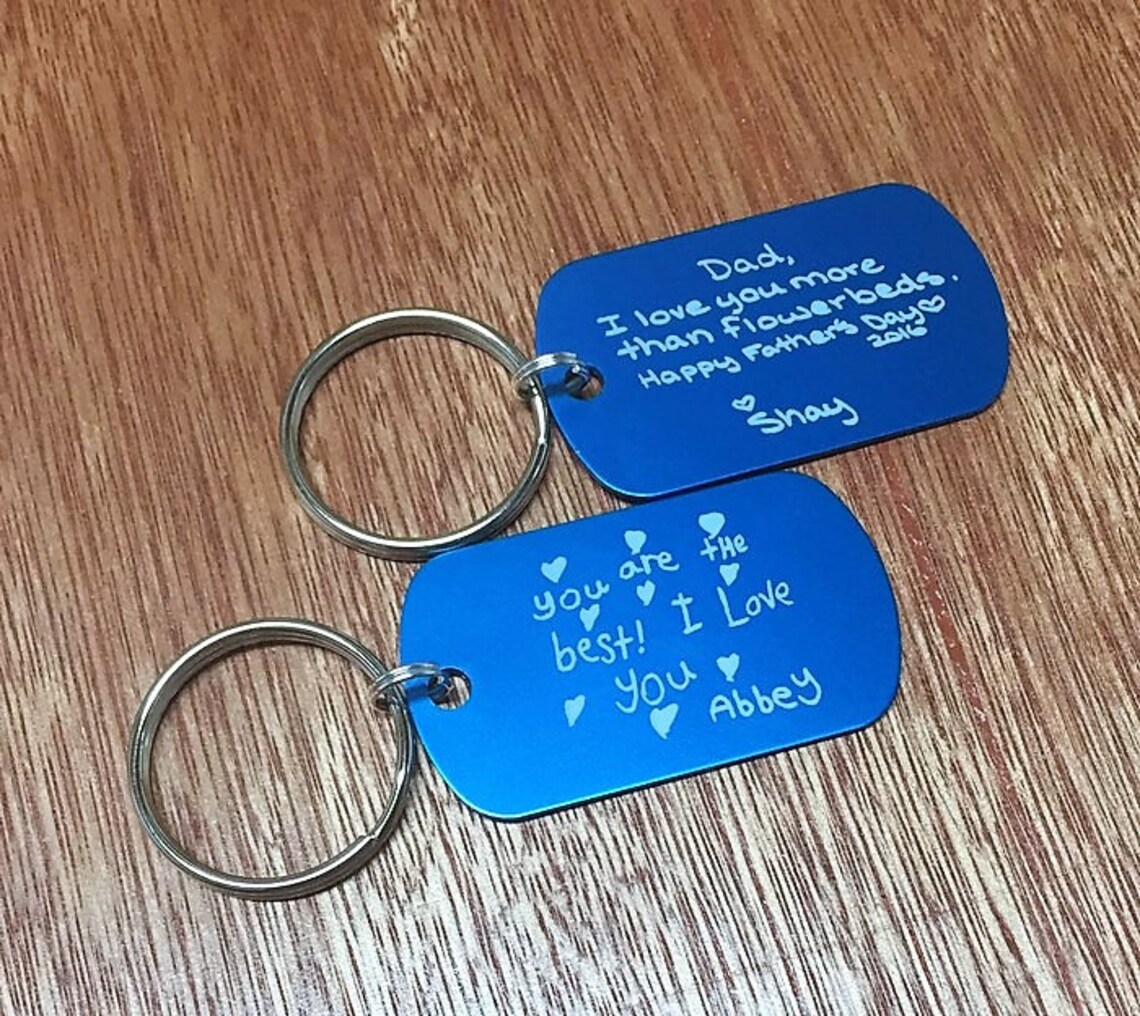 Dad,
I love you more
than flowerbeds.
Happy Father's Day
2016
Shay
you are the
best! I Love
you
Abbey